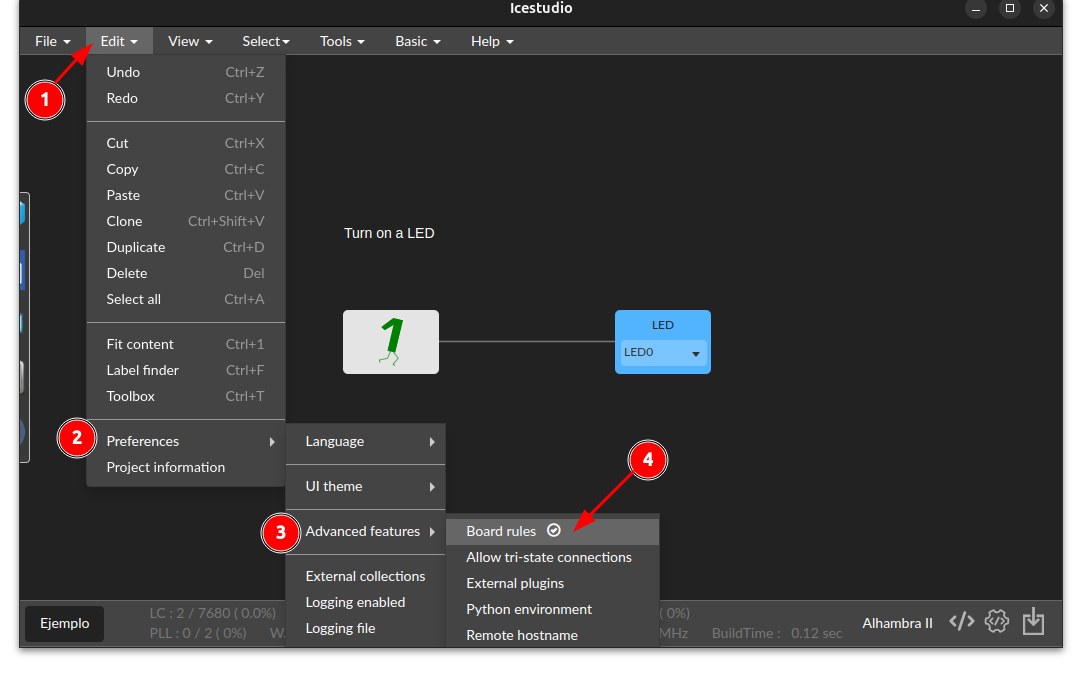 Icestudio
File Edit View Select Tools Basic Help
1
Undo Ctrl+Z
Redo Ctrl+Y
Cut Ctrl+X
Copy Ctrl+C
Paste Ctrl+V
Clone Ctrl+Shift+V
Duplicate Ctrl+D
Delete Del
Select all Ctrl+A
Fit content Ctrl+1
Label finder Ctrl+F
Toolbox Ctrl+T
2
Preferences
Project information
Language
UI theme
3
Advanced features
External collections
Logging enabled
Logging file
4
Board rules
Allow tri-state connections
External plugins
Python environment
Remote hostname
Turn on a LED
1
LED
LED0
Ejemplo
LC : 2 / 7680 ( 0.0%)
PLL : 0 / 2 ( 0%)
( 0%)
MHz
BuildTime : 0.12 sec
Alhambra II